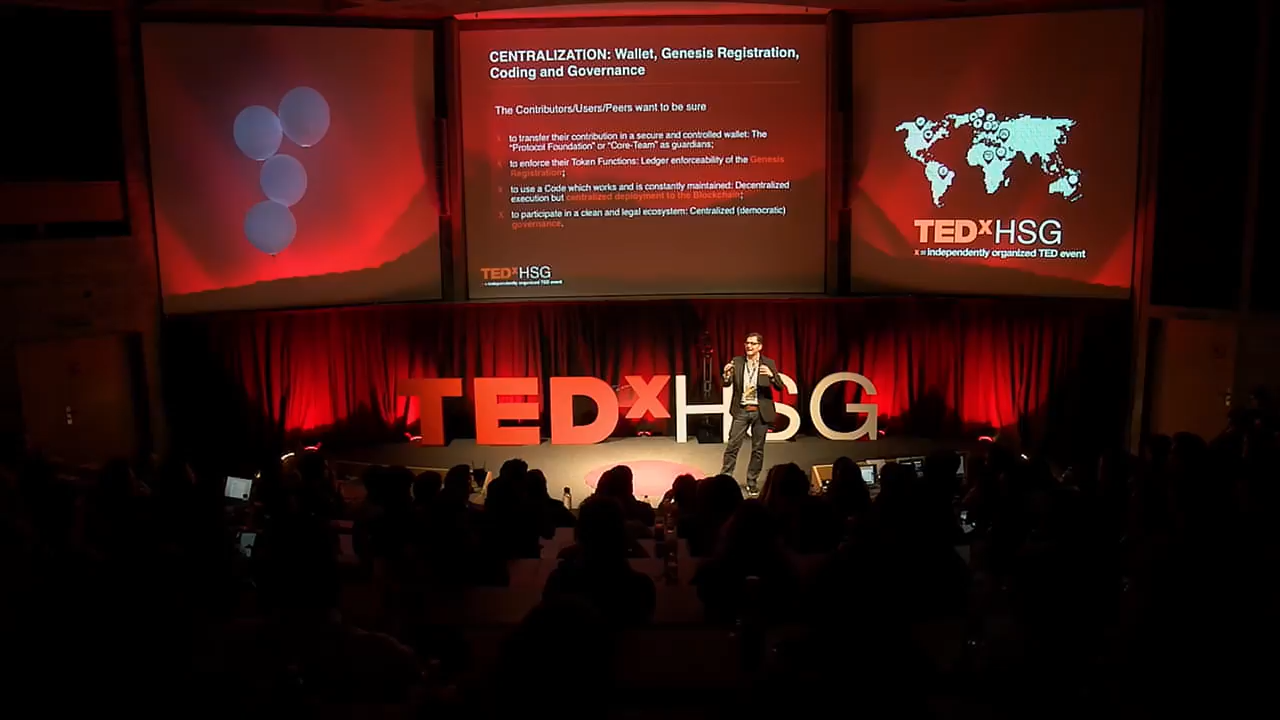 CENTRALIZATION: Wallet, Genesis Registration,
Coding and Governance
The Contributors/Users/Peers want to be sure
X to transfer their contribution in a secure and controlled wallet: The
"Protocol Foundation" or "Core-Team" as guardians;
X to enforce their Token Functions: Ledger enforceability of the Genesis
Registration;
X to use a Code which works and is constantly maintained: Decentralized
execution but centralized deployment to the Blockchain;
X to participate in a clean and legal ecosystem: Centralized (democratic)
governance.
TEDxHSG
x = independently organized TED event
TEDxHSG
x = independently organized TED event
TEDxHSG